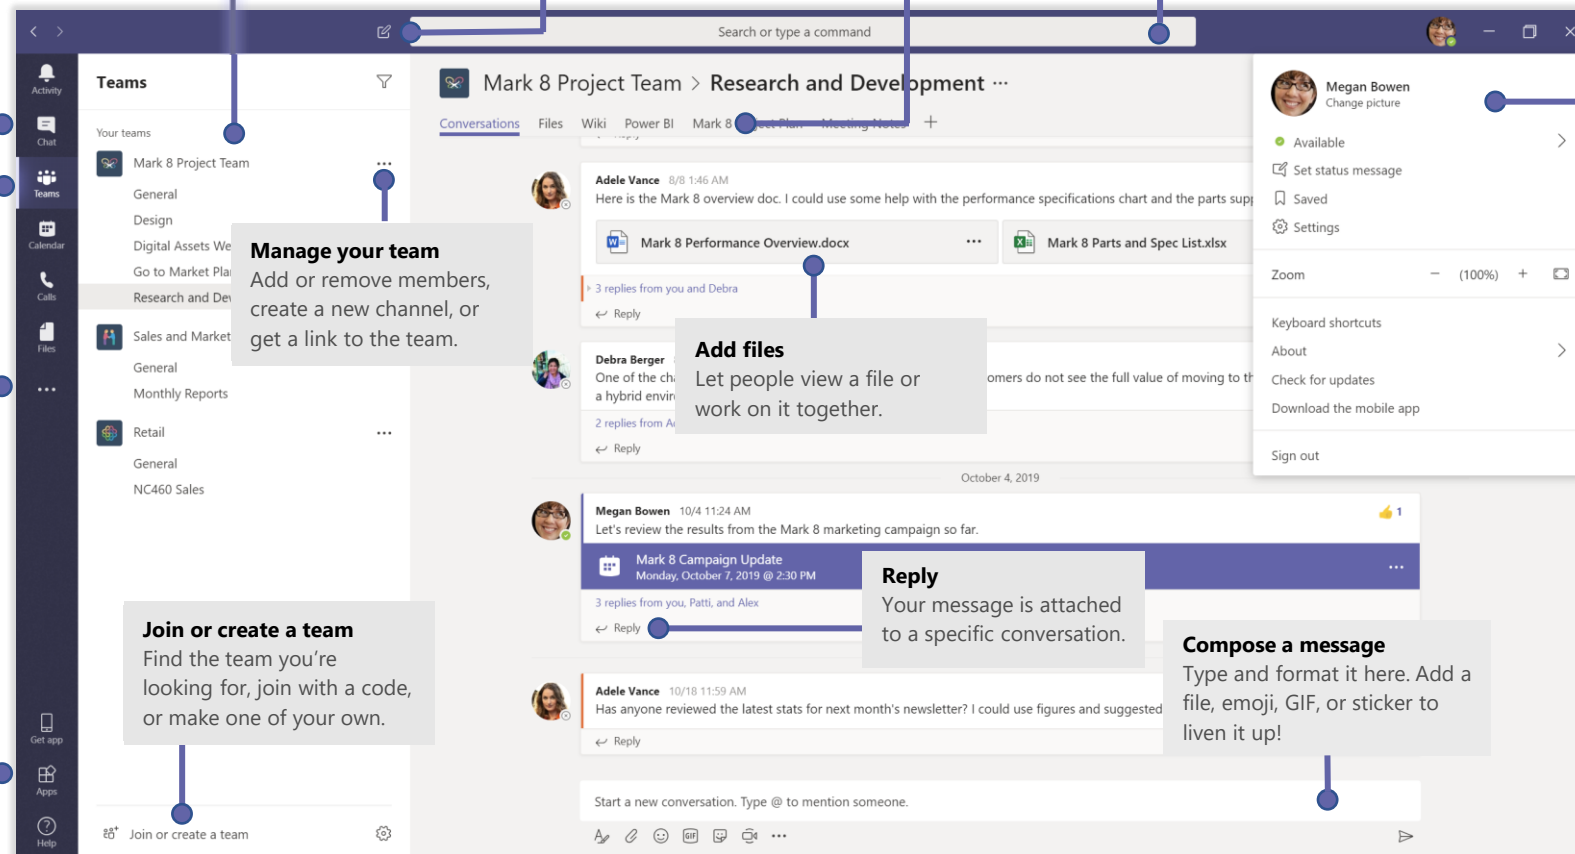 Search or type a command
Activity
Chat
Teams
Calendar
Calls
Files
Get app
Apps
Help
Teams
Your teams
Mark 8 Project Team
General
Design
Digital Assets We
Go to Market Pla
Research and De
Sales and Market
General
Monthly Reports
Retail
General
NC460 Sales
Join or create a team
Manage your team
Add or remove members,
create a new channel, or
get a link to the team.
Join or create a team
Find the team you're
looking for, join with a code,
or make one of your own.
Mark 8 Project Team > Research and Development ···
Conversations Files Wiki Power BI Mark 8 Project Plan Meeting Notes +
Adele Vance 8/8 1:46 AM
Here is the Mark 8 overview doc. I could use some help with the performance specifications chart and the parts supp
Mark 8 Performance Overview.docx ··· Mark 8 Parts and Spec List.xlsx
3 replies from you and Debra
Reply
Add files
Let people view a file or
work on it together.
Debra Berger
One of the cha omers do not see the full value of moving to th
a hybrid envir
2 replies from A
Reply
October 4, 2019
Megan Bowen 10/4 11:24 AM 1
Let's review the results from the Mark 8 marketing campaign so far.
Mark 8 Campaign Update
Monday, October 7, 2019 @ 2:30 PM
3 replies from you, Patti, and Alex
Reply
Reply
Your message is attached
to a specific conversation.
Adele Vance 10/18 11:59 AM
Has anyone reviewed the latest stats for next month's newsletter? I could use figures and suggested
Reply
Compose a message
Type and format it here. Add a
file, emoji, GIF, or sticker to
liven it up!
Start a new conversation. Type @ to mention someone.
GIF
Megan Bowen
Change picture
Available
Set status message
Saved
Settings
Zoom − (100%) +
Keyboard shortcuts
About
Check for updates
Download the mobile app
Sign out